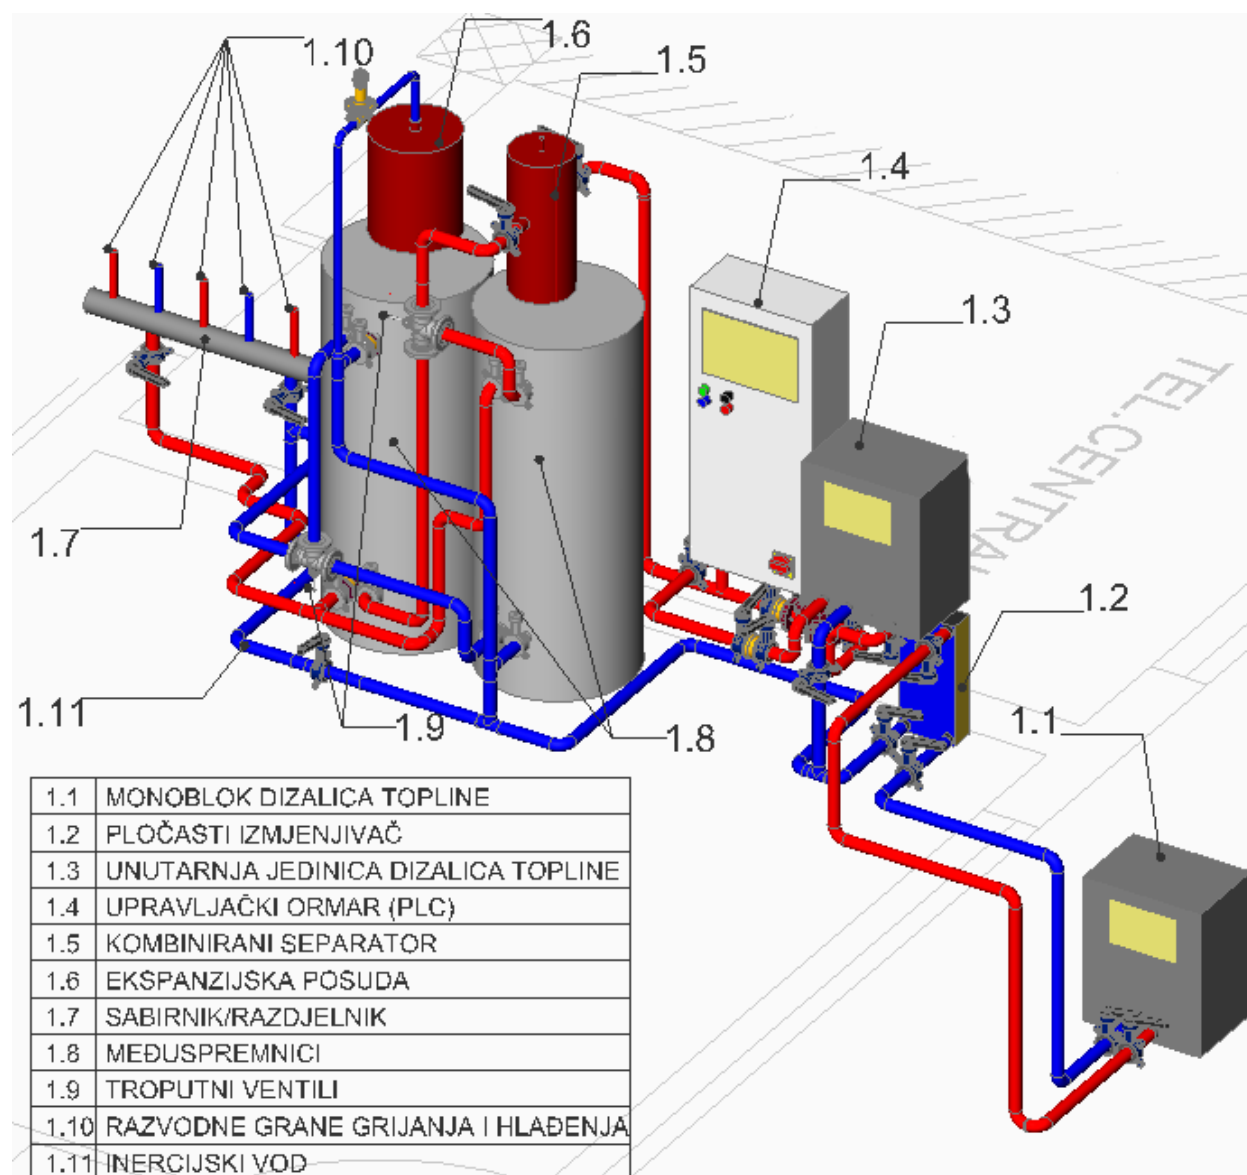 1.10
1.6
1.5
1.4
1.3
TEL.CENTRA
1.7
1.2
1.11
1.9
1.8
1.1
1.1 MONOBLOK DIZALICA TOPLINE
1.2 PLOČASTI IZMJENJIVAČ
1.3 UNUTARNJA JEDINICA DIZALICA TOPLINE
1.4 UPRAVLJAČKI ORMAR (PLC)
1.5 KOMBINIRANI SEPARATOR
1.6 EKSPANZIJSKA POSUDA
1.7 SABIRNIK/RAZDJELNIK
1.8 MEĐUSPREMNICI
1.9 TROPUTNI VENTILI
1.10 RAZVODNE GRANE GRIJANJA I HLAĐENJA
1.11 INERCIJSKI VOD